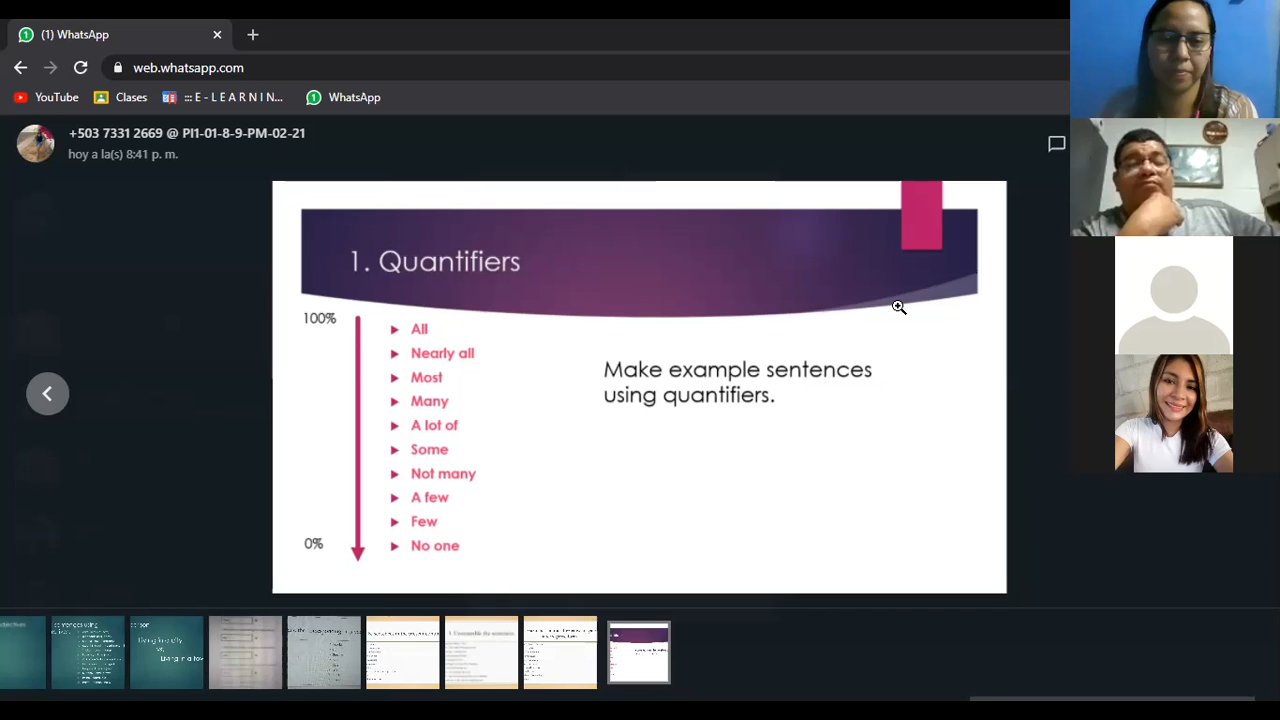 (1) WhatsApp
web.whatsapp.com
YouTube
Clases
::: E - L E A R N I N...
WhatsApp
+503 7331 2669 @ PI1-01-8-9-PM-02-21
hoy a la(s) 8:41 p. m.
1. Quantifiers
100%
All
Nearly all
Most
Many
A lot of
Some
Not many
A few
Few
No one
0%
Make example sentences
using quantifiers.